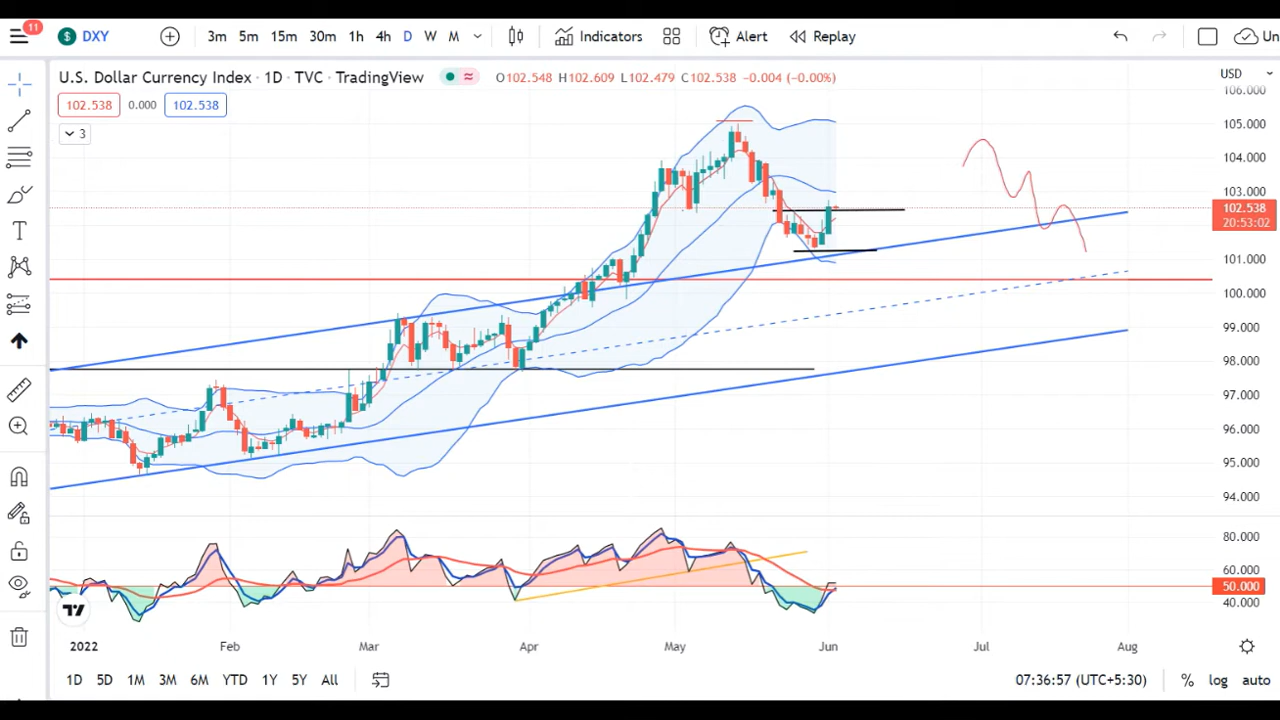 11
DXY
3m 5m 15m 30m 1h 4h D W M
Indicators
Alert
Replay
Un
U.S. Dollar Currency Index · 1D · TVC · TradingView
O102.548 H102.609 L102.479 C102.538 -0.004 (-0.00%)
USD
102.538 0.000 102.538
3
106.000
105.000
104.000
103.000
102.538
20:53:02
101.000
100.000
99.000
98.000
97.000
96.000
95.000
94.000
80.000
60.000
50.000
40.000
2022 Feb Mar Apr May Jun Jul Aug
1D 5D 1M 3M 6M YTD 1Y 5Y All
07:36:57 (UTC+5:30) % log auto